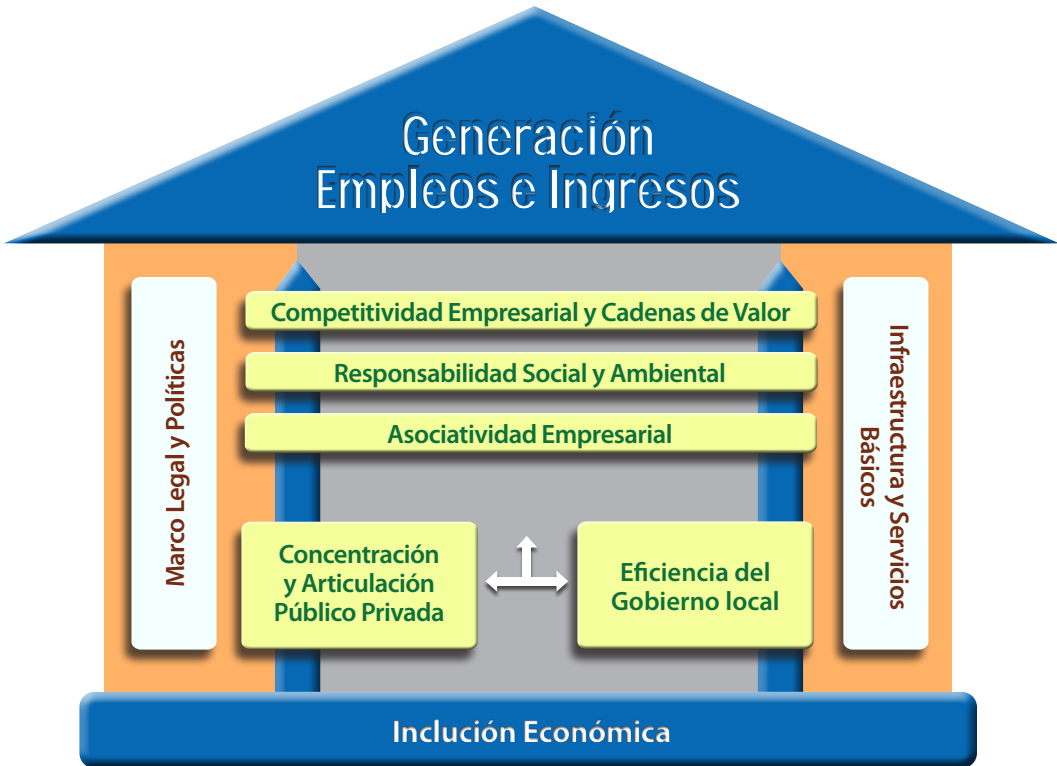 Generación
Empleos e Ingresos
Competitividad Empresarial y Cadenas de Valor
Responsabilidad Social y Ambiental
Asociatividad Empresarial
Marco Legal y Políticas
Infraestructura y Servicios
Básicos
Concentración
y Articulación
Público Privada
Eficiencia del
Gobierno local
Inclución Económica